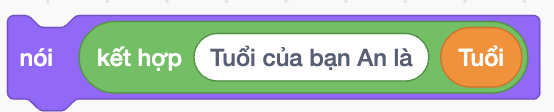 nói kết hợp Tuổi của bạn An là Tuổi